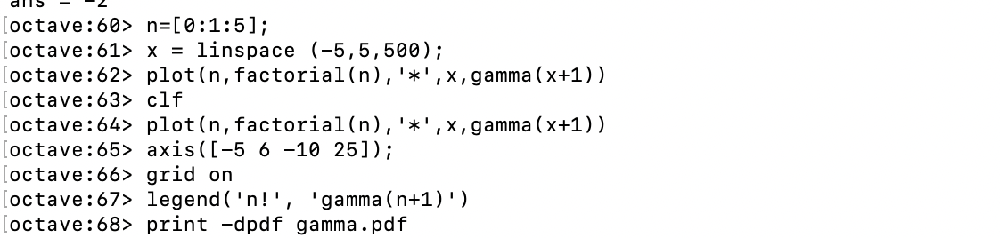 ans = -2
[octave:60> n=[0:1:5];
[octave:61> x = linspace (-5,5,500);
[octave:62> plot(n,factorial(n),'*',x,gamma(x+1))
[octave:63> clf
[octave:64> plot(n,factorial(n),'*',x,gamma(x+1))
[octave:65> axis([-5 6 -10 25]);
[octave:66> grid on
[octave:67> legend('n!', 'gamma(n+1)')
[octave:68> print -dpdf gamma.pdf